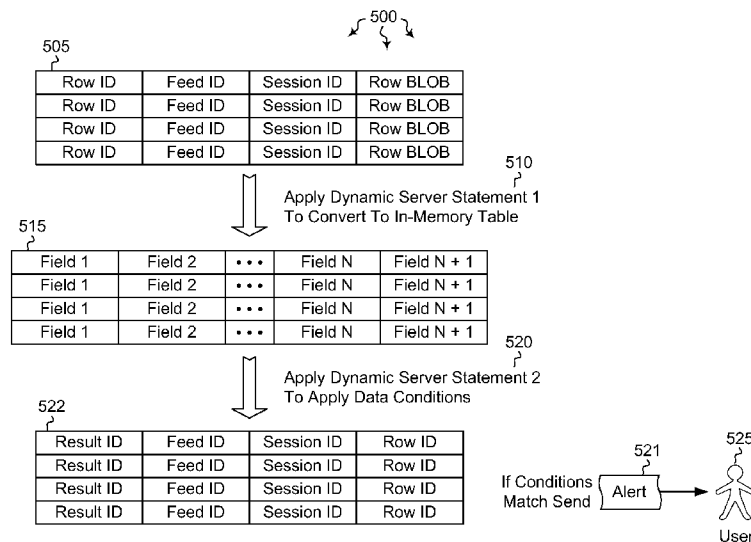 500
505
Row ID Feed ID Session ID Row BLOB
Row ID Feed ID Session ID Row BLOB
Row ID Feed ID Session ID Row BLOB
Row ID Feed ID Session ID Row BLOB
510
Apply Dynamic Server Statement 1
To Convert To In-Memory Table
515
Field 1 Field 2 ••• Field N Field N + 1
Field 1 Field 2 ••• Field N Field N + 1
Field 1 Field 2 ••• Field N Field N + 1
Field 1 Field 2 ••• Field N Field N + 1
520
Apply Dynamic Server Statement 2
To Apply Data Conditions
522
Result ID Feed ID Session ID Row ID
Result ID Feed ID Session ID Row ID
Result ID Feed ID Session ID Row ID
Result ID Feed ID Session ID Row ID
If Conditions
Match Send
521
Alert
525
User